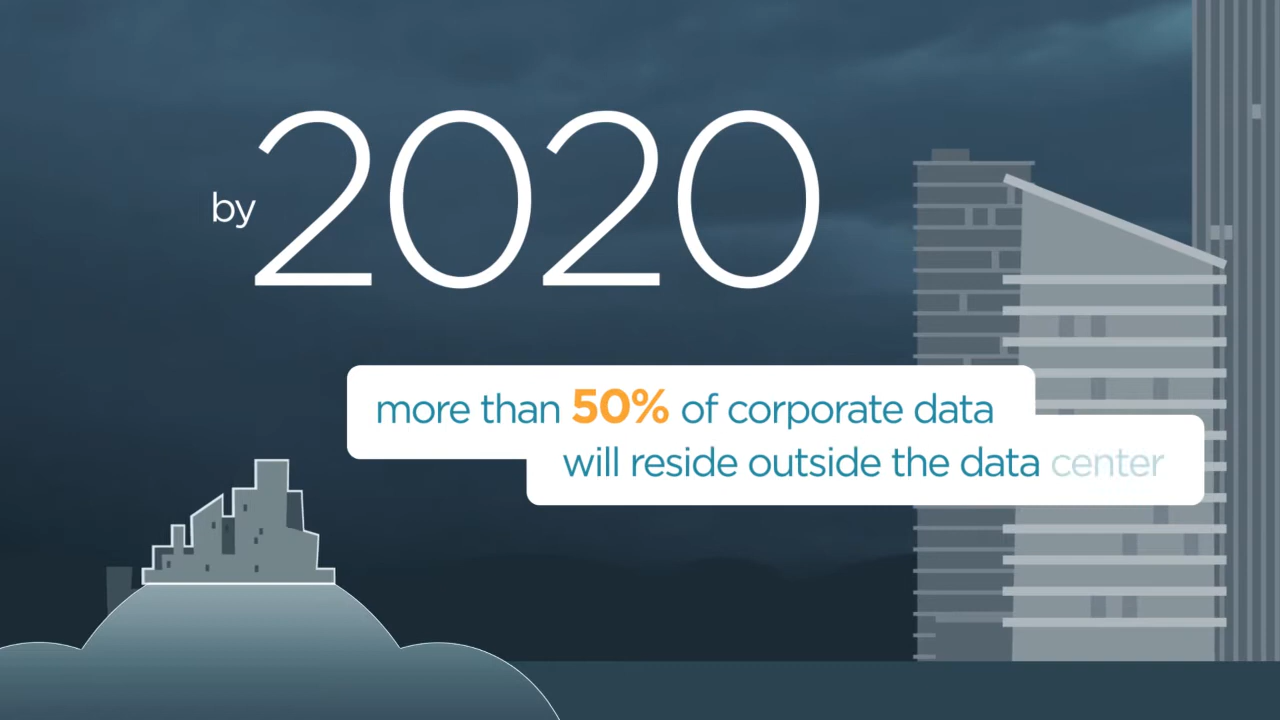 by 2020
more than 50% of corporate data
will reside outside the data center